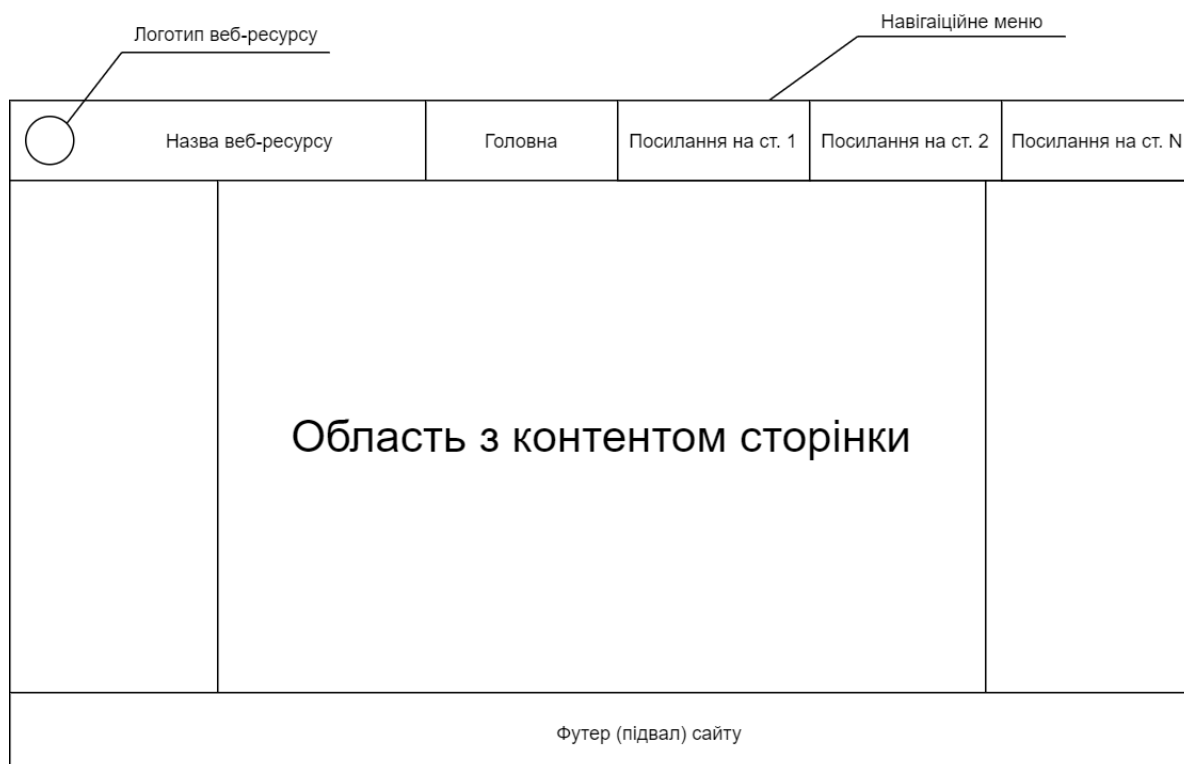 Логотип веб-ресурсу
Навігаіційне меню
Назва веб-ресурсу
Головна
Посилання на ст. 1
Посилання на ст. 2
Посилання на ст. N
Область з контентом сторінки
Футер (підвал) сайту